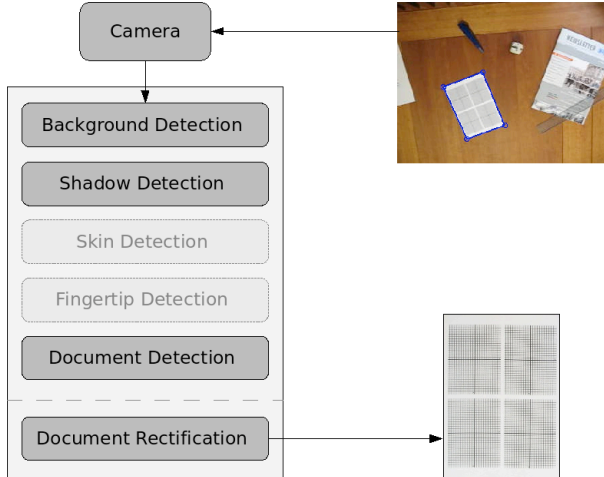 Camera
Background Detection
Shadow Detection
Skin Detection
Fingertip Detection
Document Detection
Document Rectification
NEWSLETTER